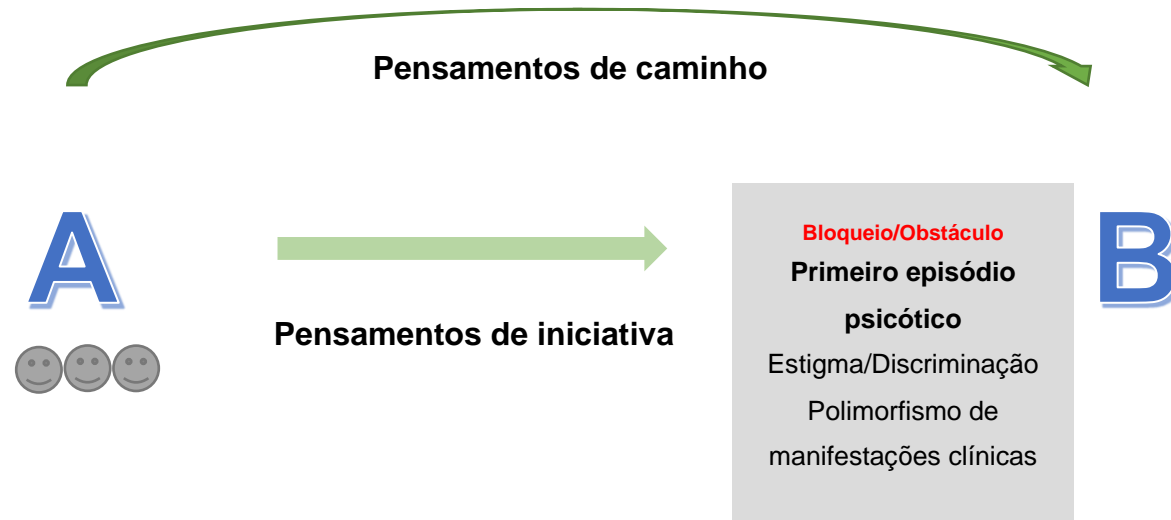 Pensamentos de caminho
A
Pensamentos de iniciativa
Bloqueio/Obstáculo
Primeiro episódio
psicótico
Estigma/Discriminação
Polimorfismo de
manifestações clínicas
B